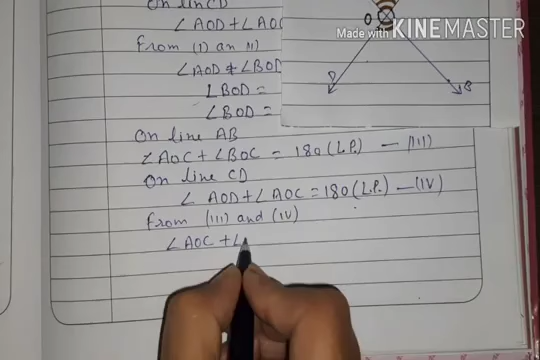 On line CD
∠AOD + ∠AOC
O
Made with KINEMASTER
from (I) an II)
∠AOD + ∠BOD
∠BOD =
∠BOD =
D
B
On line AB
∠AOC + ∠BOC = 180 (L.P.) — (III)
On line CD
∠ AOD + ∠AOC = 180 (L.P.) — (IV)
from (III) and (IV)
∠AOC + ∠